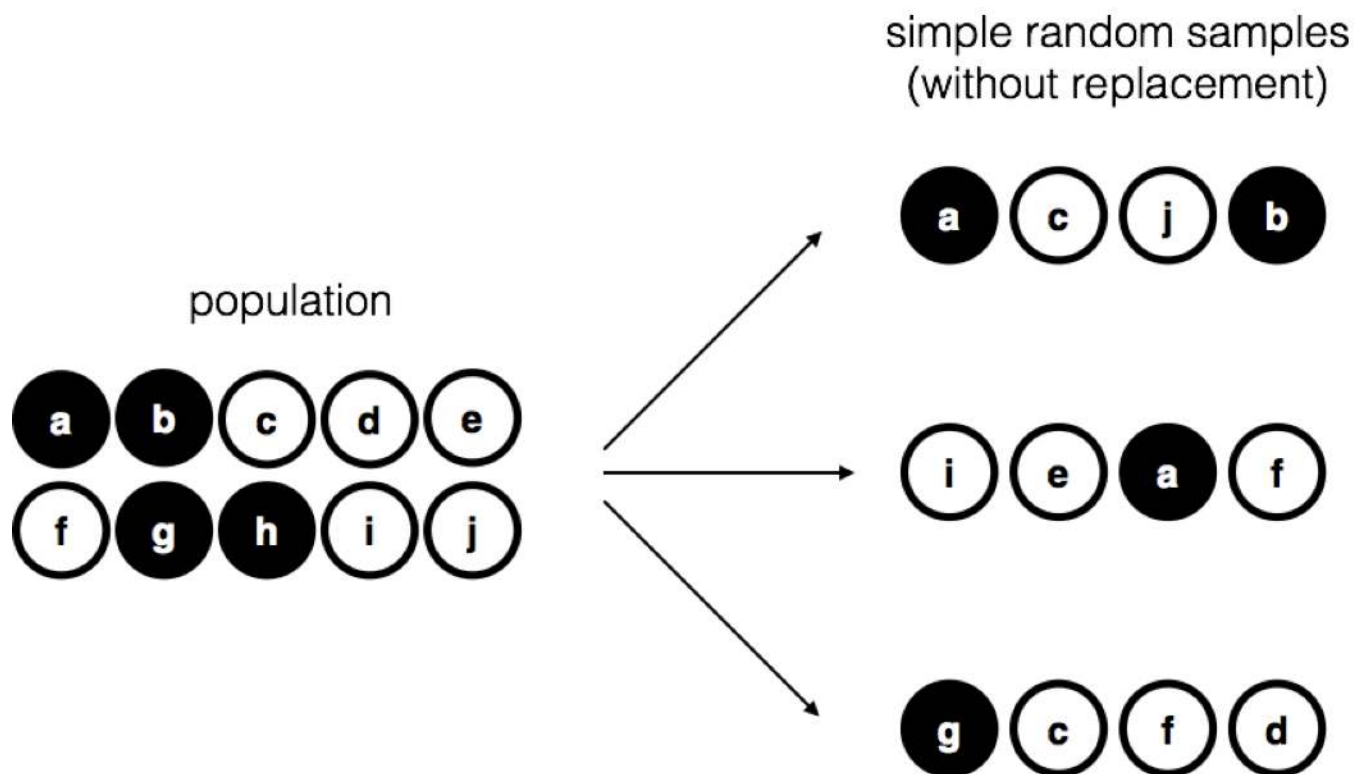 simple random samples
(without replacement)
a c j b
population
a b c d e
f g h i j
i e a f
g c f d